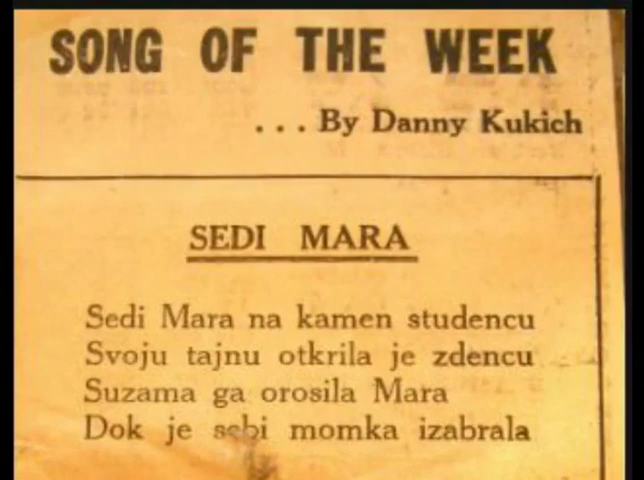 SONG OF THE WEEK
. . . By Danny Kukich
SEDI MARA
Sedi Mara na kamen studencu
Svoju tajnu otkrila je zdencu
Suzama ga orosila Mara
Dok je sebi momka izabrala